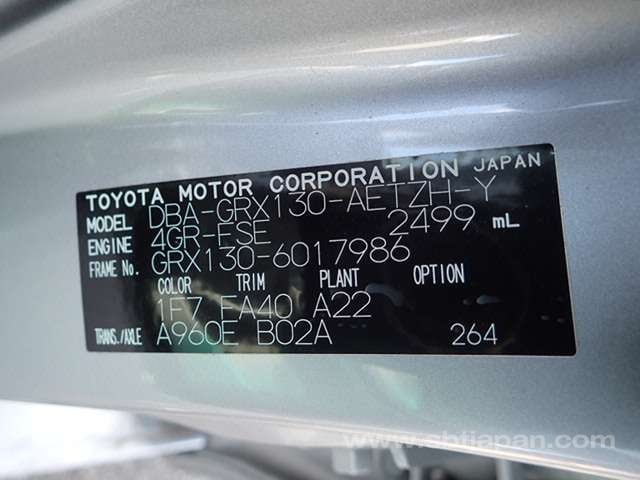 TOYOTA MOTOR CORPORATION JAPAN
MODEL DBA-GRX130-AETZH-Y
ENGINE 4GR-FSE 2499 mL
FRAME No. GRX130-6017986
COLOR TRIM PLANT OPTION
1F7 FA40 A22
TRANS./AXLE A960E B02A 264
www.sbtjapan.com